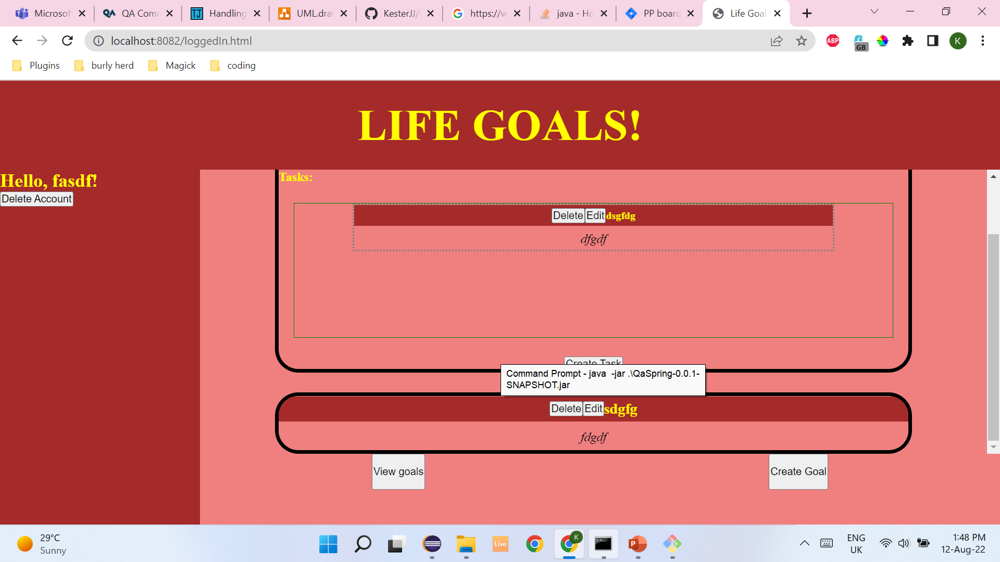 Microsof
QA Com
Handling
UML.dra
KesterJJ/
https://w
java - Ho
PP board
Life Goal
localhost:8082/loggedIn.html
ABP
GB
K
Plugins
burly herd
Magick
coding
LIFE GOALS!
Hello, fasdf!
Delete Account
Tasks:
Delete Edit dsgfdg
dfgdf
Create Task
Command Prompt - java -jar .\QaSpring-0.0.1-
SNAPSHOT.jar
Delete Edit sdgfg
fdgdf
View goals
Create Goal
29°C
Sunny
Live
K
P
ENG
UK
1:48 PM
12-Aug-22